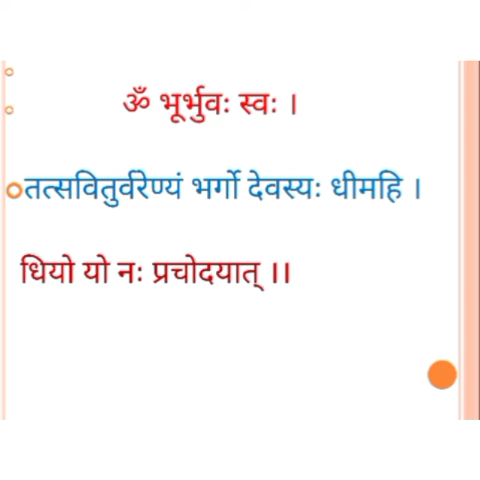 ॐ भूर्भुवः स्वः ।
तत्सवितुर्वरेण्यं भर्गो देवस्यः धीमहि ।
धियो यो नः प्रचोदयात् ।।